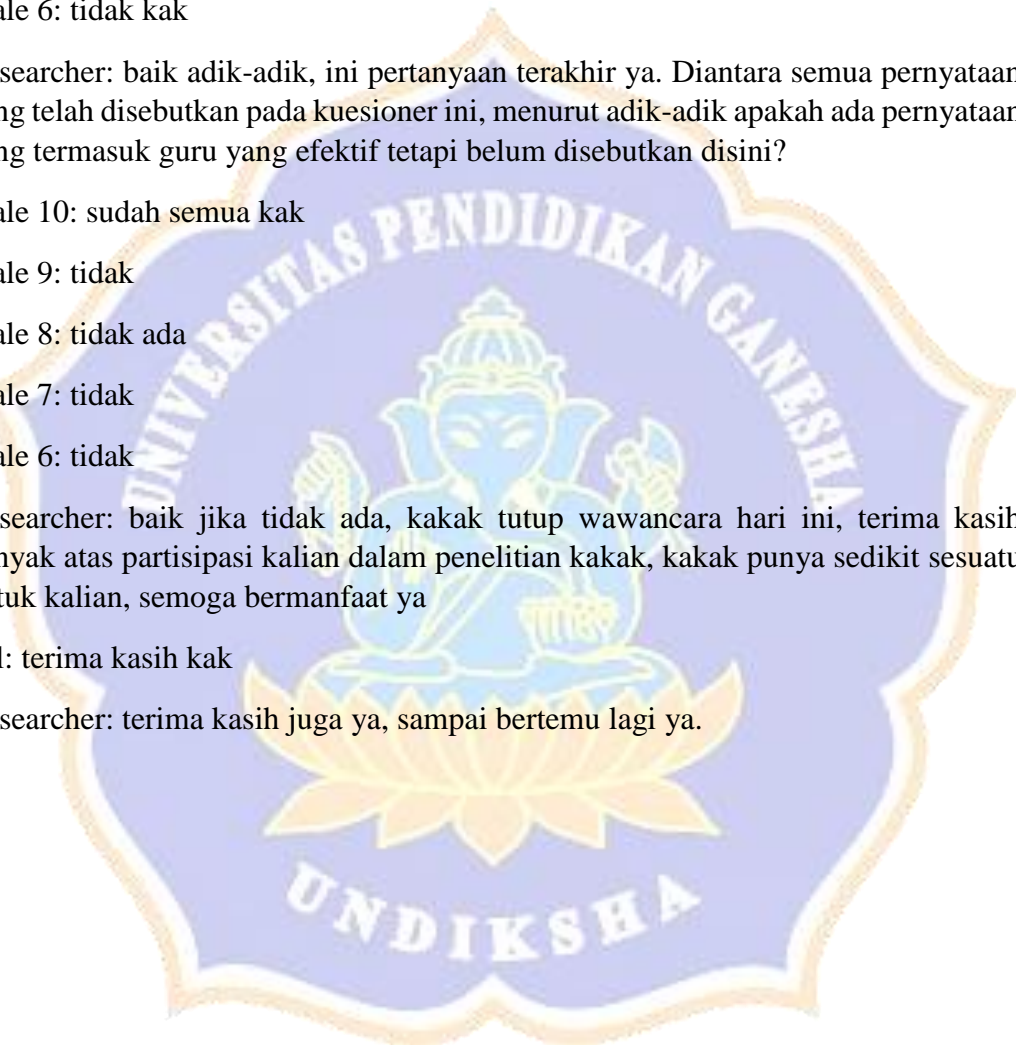 ale 6: tidak kak
searcher: baik adik-adik, ini pertanyaan terakhir ya. Diantara semua pernyataan
ng telah disebutkan pada kuesioner ini, menurut adik-adik apakah ada pernyataan
ng termasuk guru yang efektif tetapi belum disebutkan disini?
ale 10: sudah semua kak
ale 9: tidak
ale 8: tidak ada
ale 7: tidak
ale 6: tidak
searcher: baik jika tidak ada, kakak tutup wawancara hari ini, terima kasih
nyak atas partisipasi kalian dalam penelitian kakak, kakak punya sedikit sesuatu
tuk kalian, semoga bermanfaat ya
l: terima kasih kak
searcher: terima kasih juga ya, sampai bertemu lagi ya.
UNIVERSITAS PENDIDIKAN GANESHA
UNDIKSHA